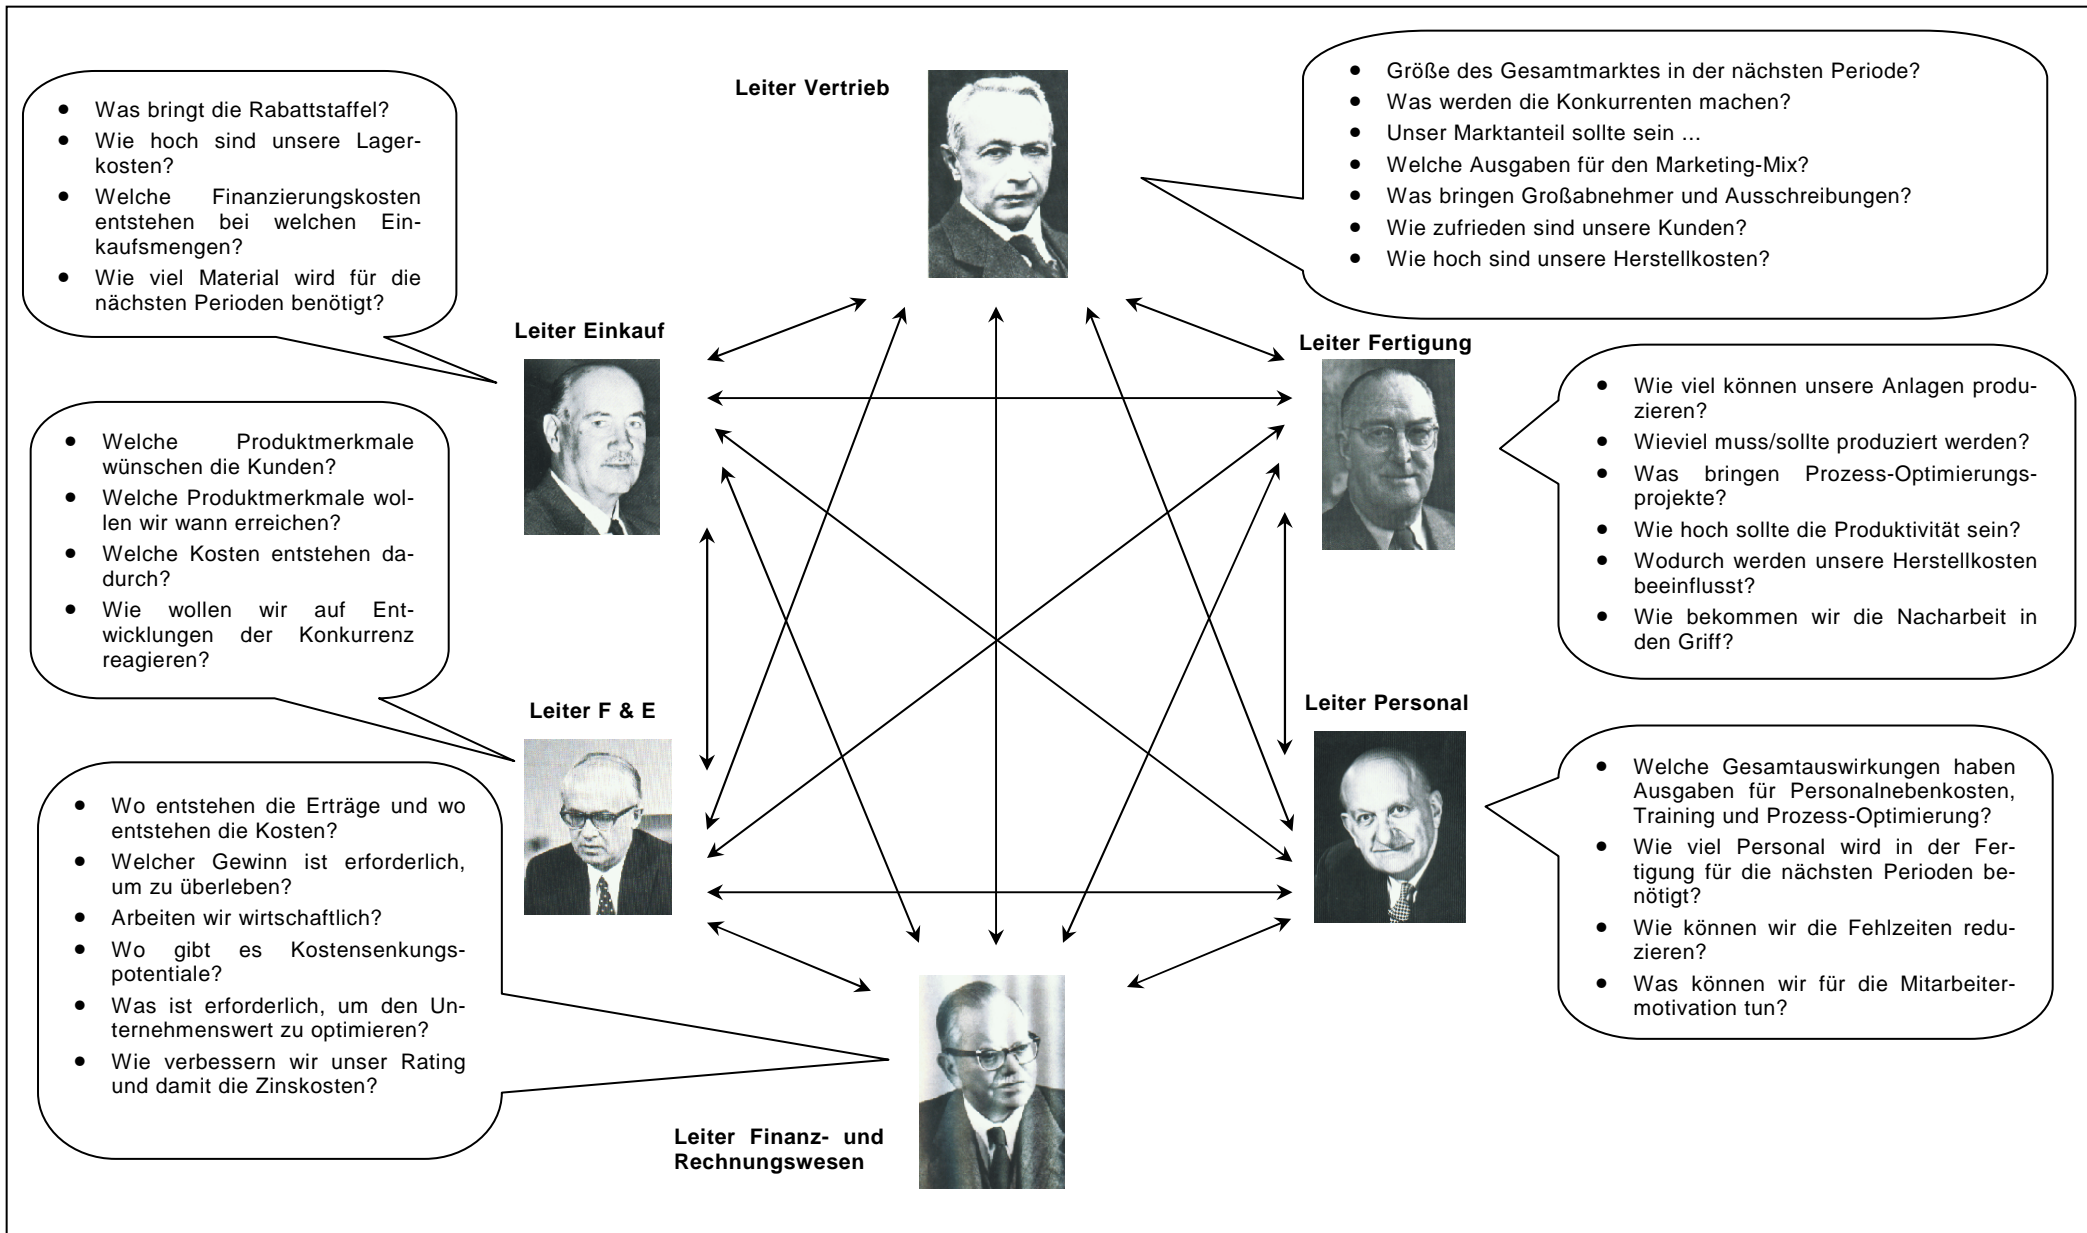 Leiter Vertrieb
• Größe des Gesamtmarktes in der nächsten Periode?
• Was werden die Konkurrenten machen?
• Unser Marktanteil sollte sein ...
• Welche Ausgaben für den Marketing-Mix?
• Was bringen Großabnehmer und Ausschreibungen?
• Wie zufrieden sind unsere Kunden?
• Wie hoch sind unsere Herstellkosten?
• Was bringt die Rabattstaffel?
• Wie hoch sind unsere Lager-
kosten?
• Welche Finanzierungskosten
entstehen bei welchen Ein-
kaufsmengen?
• Wie viel Material wird für die
nächsten Perioden benötigt?
Leiter Einkauf
Leiter Fertigung
• Wie viel können unsere Anlagen produ-
zieren?
• Wieviel muss/sollte produziert werden?
• Was bringen Prozess-Optimierungs-
projekte?
• Wie hoch sollte die Produktivität sein?
• Wodurch werden unsere Herstellkosten
beeinflusst?
• Wie bekommen wir die Nacharbeit in
den Griff?
• Welche Produktmerkmale
wünschen die Kunden?
• Welche Produktmerkmale wol-
len wir wann erreichen?
• Welche Kosten entstehen da-
durch?
• Wie wollen wir auf Ent-
wicklungen der Konkurrenz
reagieren?
Leiter F & E
Leiter Personal
• Welche Gesamtauswirkungen haben
Ausgaben für Personalnebenkosten,
Training und Prozess-Optimierung?
• Wie viel Personal wird in der Fer-
tigung für die nächsten Perioden be-
nötigt?
• Wie können wir die Fehlzeiten redu-
zieren?
• Was können wir für die Mitarbeiter-
motivation tun?
• Wo entstehen die Erträge und wo
entstehen die Kosten?
• Welcher Gewinn ist erforderlich,
um zu überleben?
• Arbeiten wir wirtschaftlich?
• Wo gibt es Kostensenkungs-
potentiale?
• Was ist erforderlich, um den Un-
ternehmenswert zu optimieren?
• Wie verbessern wir unser Rating
und damit die Zinskosten?
Leiter Finanz- und
Rechnungswesen